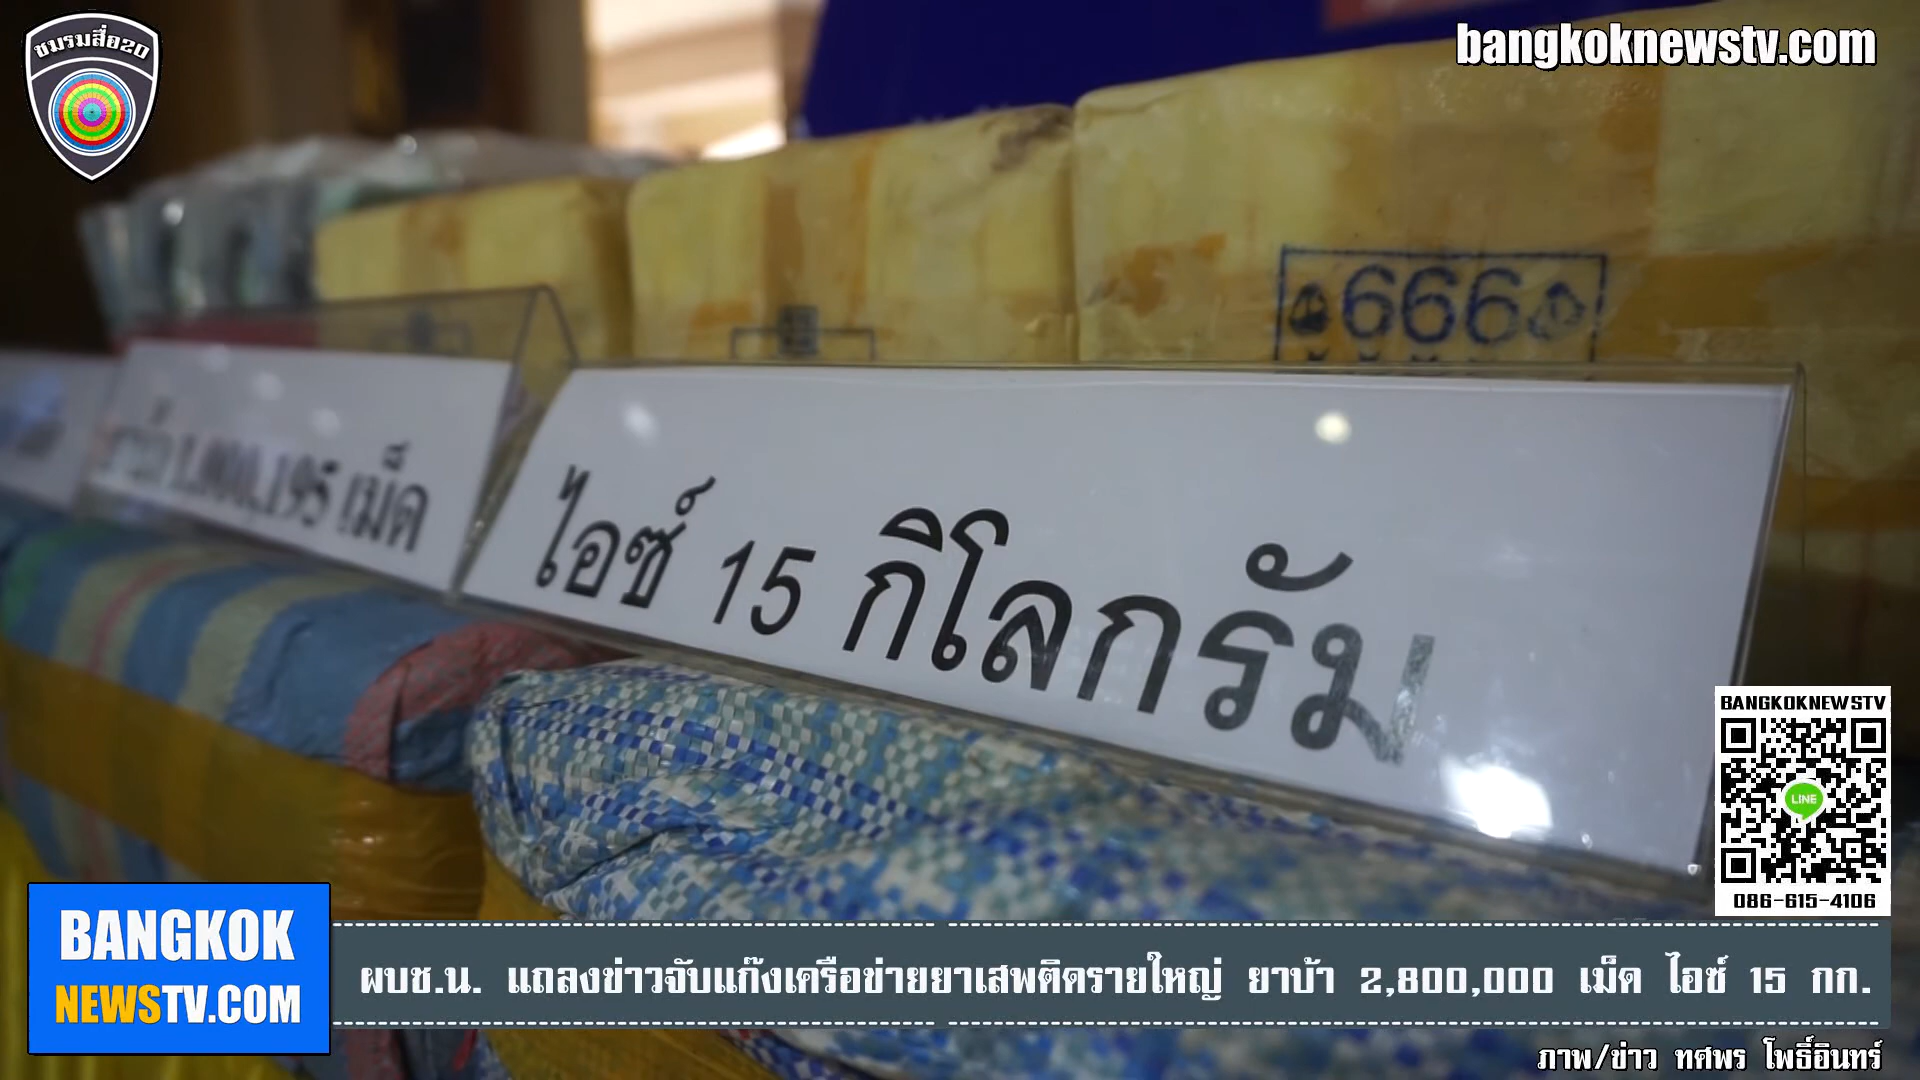 ชมรมสื่อ20
bangkoknewstv.com
666
1,000,195 เม็ด
ไอซ์ 15 กิโลกรัม
BANGKOKNEWSTV
LINE
086-615-4106
BANGKOK
NEWSTV.COM
ผบช.น. แถลงข่าวจับแก๊งเครือข่ายยาเสพติดรายใหญ่ ยาบ้า 2,800,000 เม็ด ไอซ์ 15 กก.
ภาพ/ข่าว ทศพร โพธิ์อินทร์